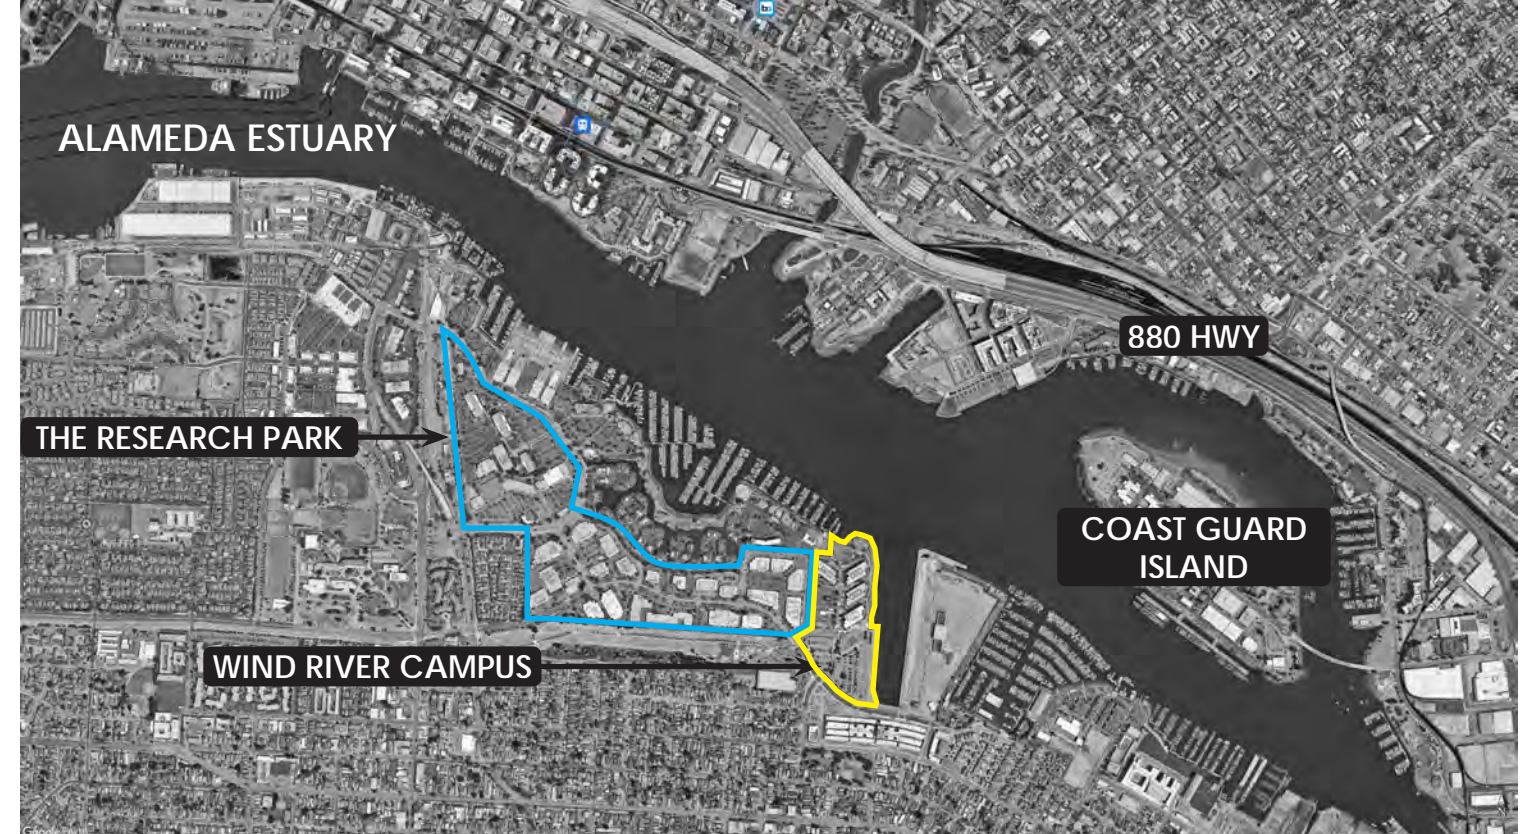 ALAMEDA ESTUARY
880 HWY
THE RESEARCH PARK
COAST GUARD
ISLAND
WIND RIVER CAMPUS